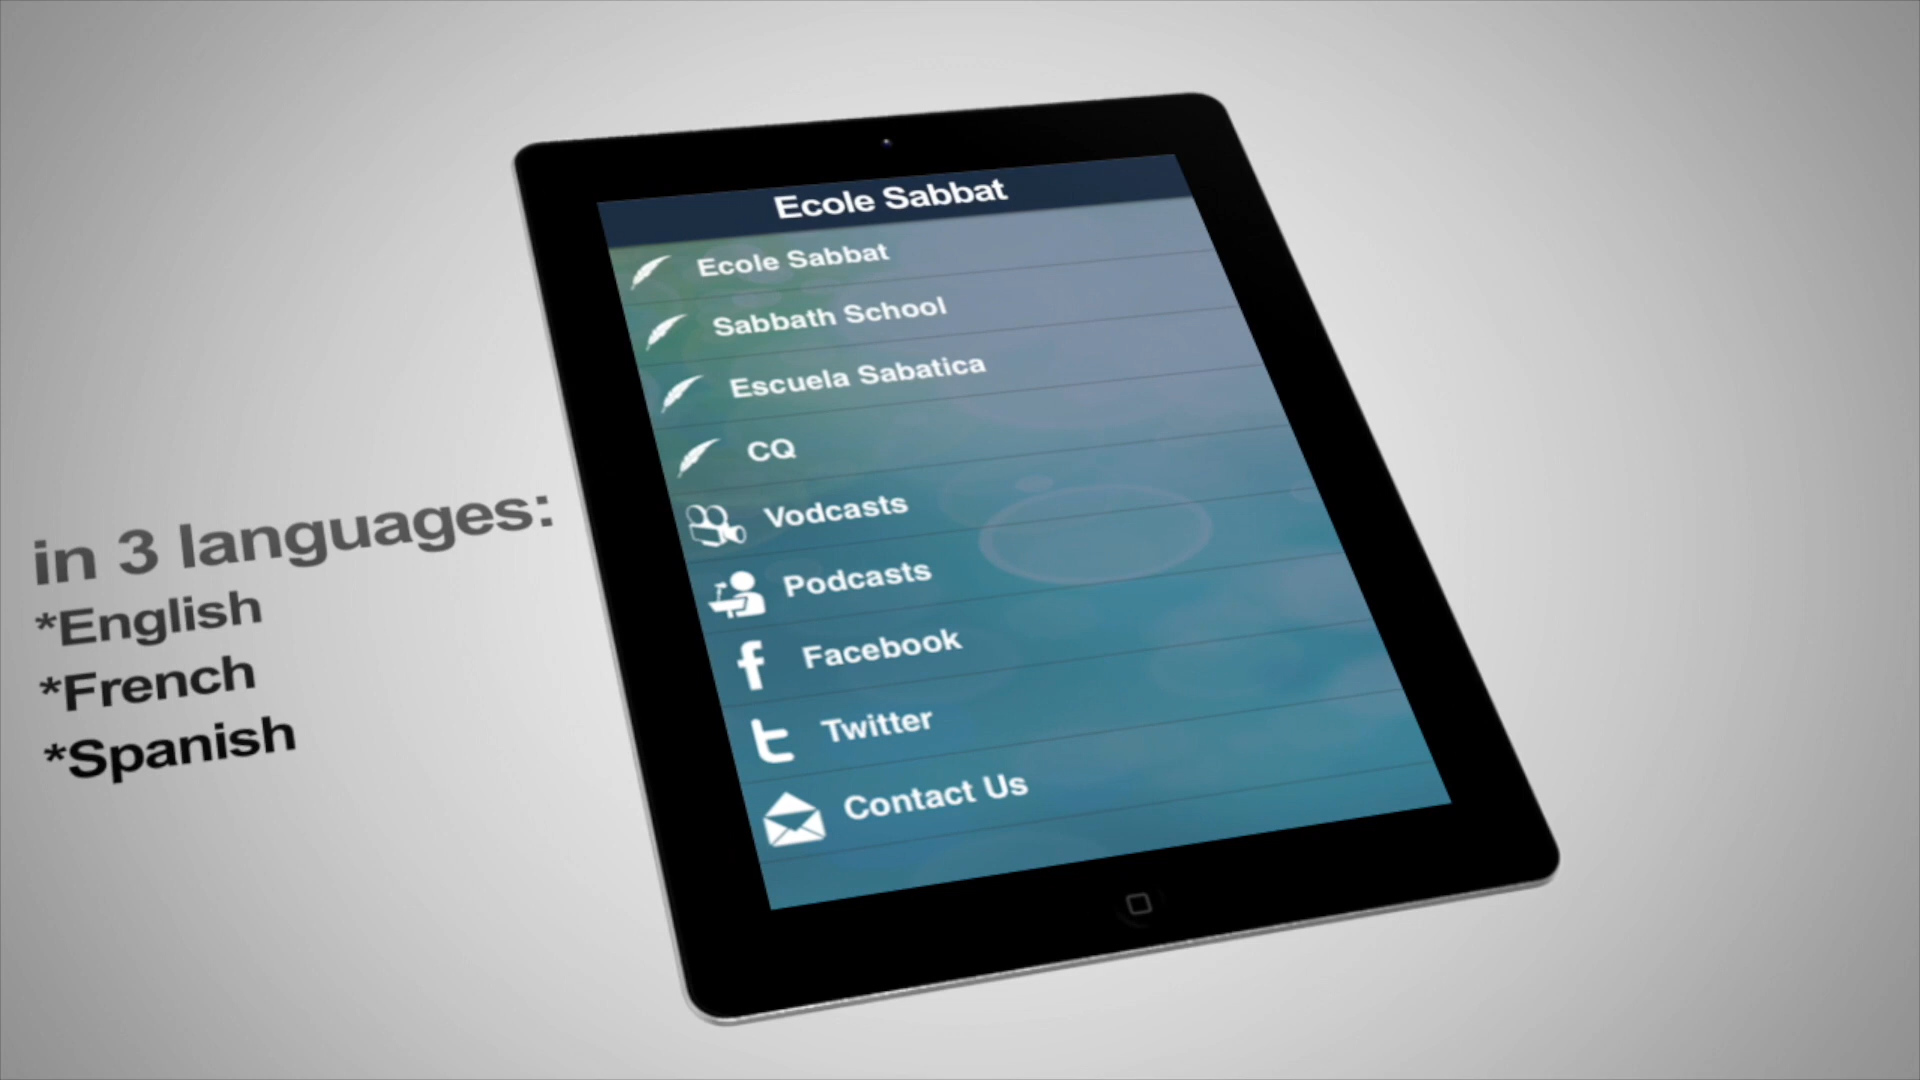 in 3 languages:
*English
*French
*Spanish
Ecole Sabbat
Ecole Sabbat
Sabbath School
Escuela Sabatica
CQ
Vodcasts
Podcasts
Facebook
Twitter
Contact Us